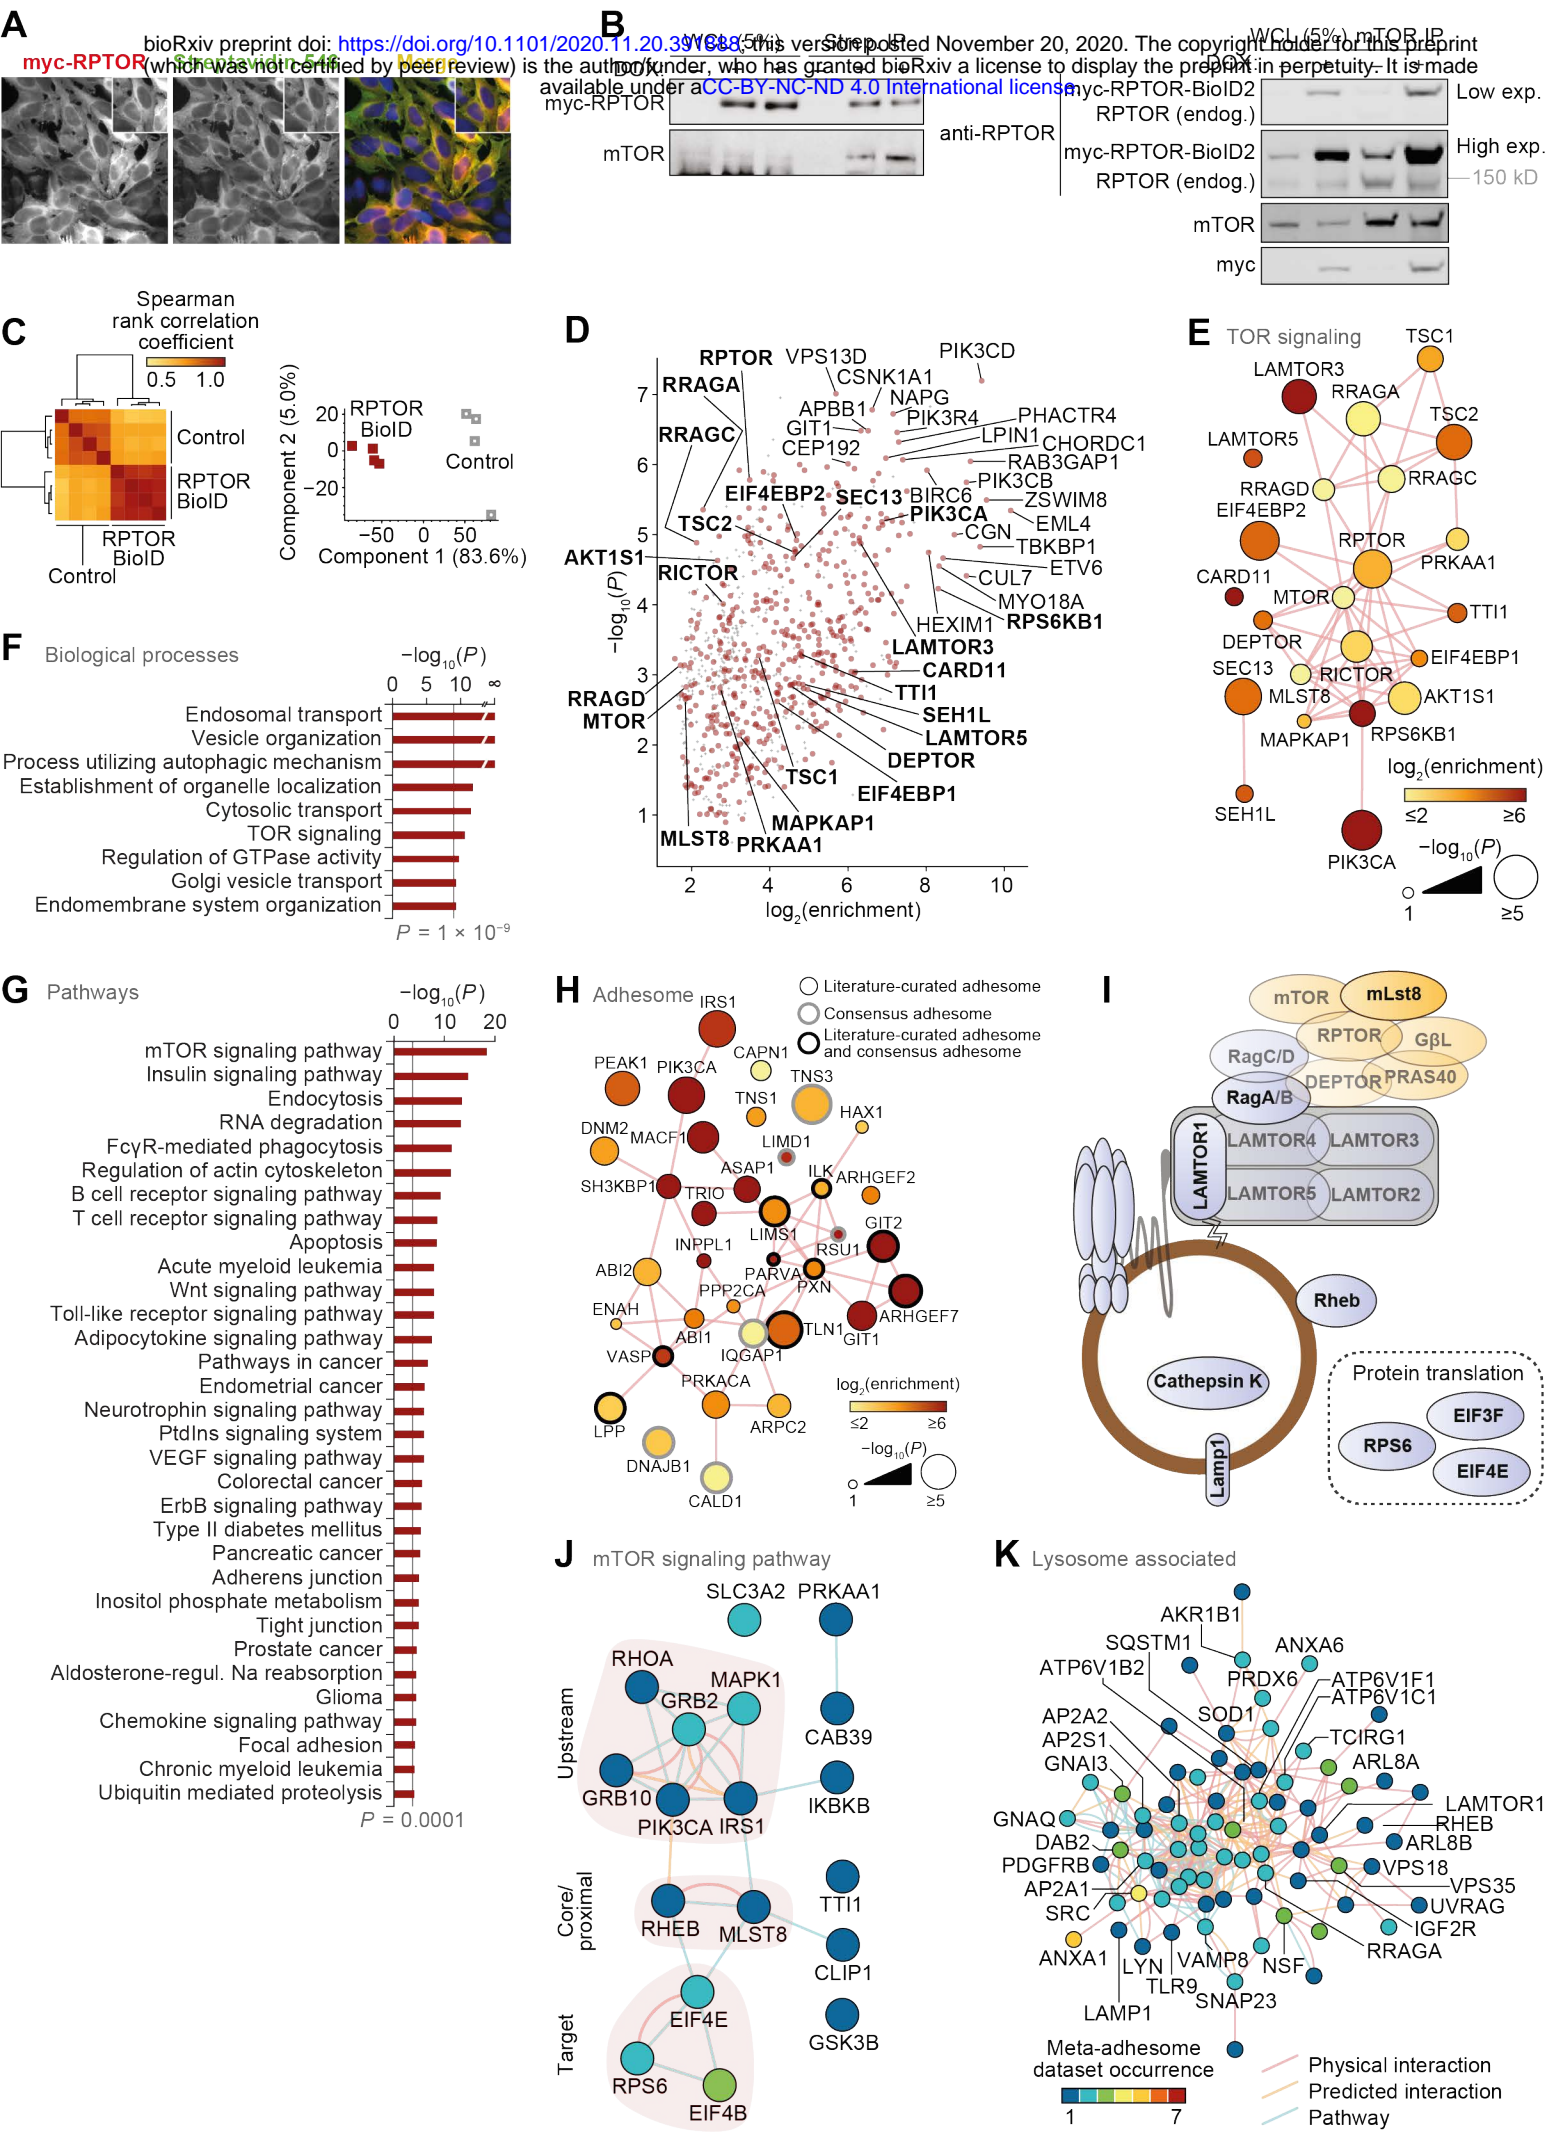 A
B
bioRxiv preprint doi: https://doi.org/10.1101/2020.11.20.391888; this version posted November 20, 2020. The copyright holder for this preprint
(which was not certified by peer review) is the author/funder, who has granted bioRxiv a license to display the preprint in perpetuity. It is made
available under aCC-BY-NC-ND 4.0 International license.
myc-RPTOR
Streptavidin-546
Merge
WCL (5%)
Strep. IP
DOX:
myc-RPTOR
mTOR
WCL (5%) mTOR IP
DOX:
anti-RPTOR
myc-RPTOR-BioID2
RPTOR (endog.)
Low exp.
myc-RPTOR-BioID2
RPTOR (endog.)
High exp.
150 kD
mTOR
myc
C
Spearman
rank correlation
coefficient
0.5 1.0
Control
RPTOR
BioID
RPTOR
BioID
Control
Component 2 (5.0%)
20
0
−20
RPTOR
BioID
Control
−50 0 50
Component 1 (83.6%)
D
−log10(P)
7
6
5
4
3
2
1
2 4 6 8 10
log2(enrichment)
RPTOR
VPS13D
PIK3CD
RRAGA
CSNK1A1
NAPG
APBB1
PIK3R4
PHACTR4
GIT1
RRAGC
LPIN1
CHORDC1
CEP192
RAB3GAP1
PIK3CB
EIF4EBP2
SEC13
BIRC6
ZSWIM8
PIK3CA
TSC2
EML4
CGN
TBKBP1
AKT1S1
ETV6
RICTOR
CUL7
MYO18A
HEXIM1
RPS6KB1
LAMTOR3
CARD11
RRAGD
TTI1
MTOR
SEH1L
LAMTOR5
DEPTOR
TSC1
EIF4EBP1
MAPKAP1
MLST8
PRKAA1
E
TOR signaling
TSC1
LAMTOR3
RRAGA
TSC2
LAMTOR5
RRAGD
RRAGC
EIF4EBP2
RPTOR
PRKAA1
CARD11
MTOR
TTI1
DEPTOR
EIF4EBP1
SEC13
RICTOR
MLST8
AKT1S1
MAPKAP1
RPS6KB1
SEH1L
PIK3CA
log2(enrichment)
≤2 ≥6
−log10(P)
1 ≥5
F
Biological processes
−log10(P)
0 5 10 ∞
Endosomal transport
Vesicle organization
Process utilizing autophagic mechanism
Establishment of organelle localization
Cytosolic transport
TOR signaling
Regulation of GTPase activity
Golgi vesicle transport
Endomembrane system organization
P = 1 × 10−9
G
Pathways
−log10(P)
0 10 20
mTOR signaling pathway
Insulin signaling pathway
Endocytosis
RNA degradation
FcγR-mediated phagocytosis
Regulation of actin cytoskeleton
B cell receptor signaling pathway
T cell receptor signaling pathway
Apoptosis
Acute myeloid leukemia
Wnt signaling pathway
Toll-like receptor signaling pathway
Adipocytokine signaling pathway
Pathways in cancer
Endometrial cancer
Neurotrophin signaling pathway
PtdIns signaling system
VEGF signaling pathway
Colorectal cancer
ErbB signaling pathway
Type II diabetes mellitus
Pancreatic cancer
Adherens junction
Inositol phosphate metabolism
Tight junction
Prostate cancer
Aldosterone-regul. Na reabsorption
Glioma
Chemokine signaling pathway
Focal adhesion
Chronic myeloid leukemia
Ubiquitin mediated proteolysis
P = 0.0001
H
Adhesome
Literature-curated adhesome
Consensus adhesome
Literature-curated adhesome
and consensus adhesome
IRS1
PEAK1
PIK3CA
CAPN1
TNS3
TNS1
HAX1
DNM2
MACF1
LIMD1
ASAP1
ILK
ARHGEF2
SH3KBP1
TRIO
LIMS1
GIT2
INPPL1
RSU1
ABI2
PARVA
PXN
PPP2CA
ENAH
ABI1
TLN1
ARHGEF7
GIT1
VASP
IQGAP1
PRKACA
LPP
ARPC2
DNAJB1
CALD1
log2(enrichment)
≤2 ≥6
−log10(P)
1 ≥5
I
mTOR
mLst8
RPTOR
GβL
RagC/D
DEPTOR
PRAS40
RagA/B
LAMTOR1
LAMTOR4
LAMTOR3
LAMTOR5
LAMTOR2
Rheb
Cathepsin K
Lamp1
Protein translation
EIF3F
RPS6
EIF4E
J
mTOR signaling pathway
SLC3A2
PRKAA1
Upstream
RHOA
MAPK1
GRB2
CAB39
GRB10
PIK3CA
IRS1
IKBKB
Core/
proximal
RHEB
MLST8
TTI1
CLIP1
Target
EIF4E
GSK3B
RPS6
EIF4B
K
Lysosome associated
AKR1B1
SQSTM1
ANXA6
ATP6V1B2
PRDX6
ATP6V1F1
ATP6V1C1
AP2A2
SOD1
AP2S1
TCIRG1
GNAI3
ARL8A
GNAQ
LAMTOR1
RHEB
DAB2
ARL8B
PDGFRB
VPS18
AP2A1
VPS35
SRC
UVRAG
IGF2R
ANXA1
RRAGA
LYN
VAMP8
NSF
TLR9
SNAP23
LAMP1
Meta-adhesome
dataset occurrence
1 7
Physical interaction
Predicted interaction
Pathway